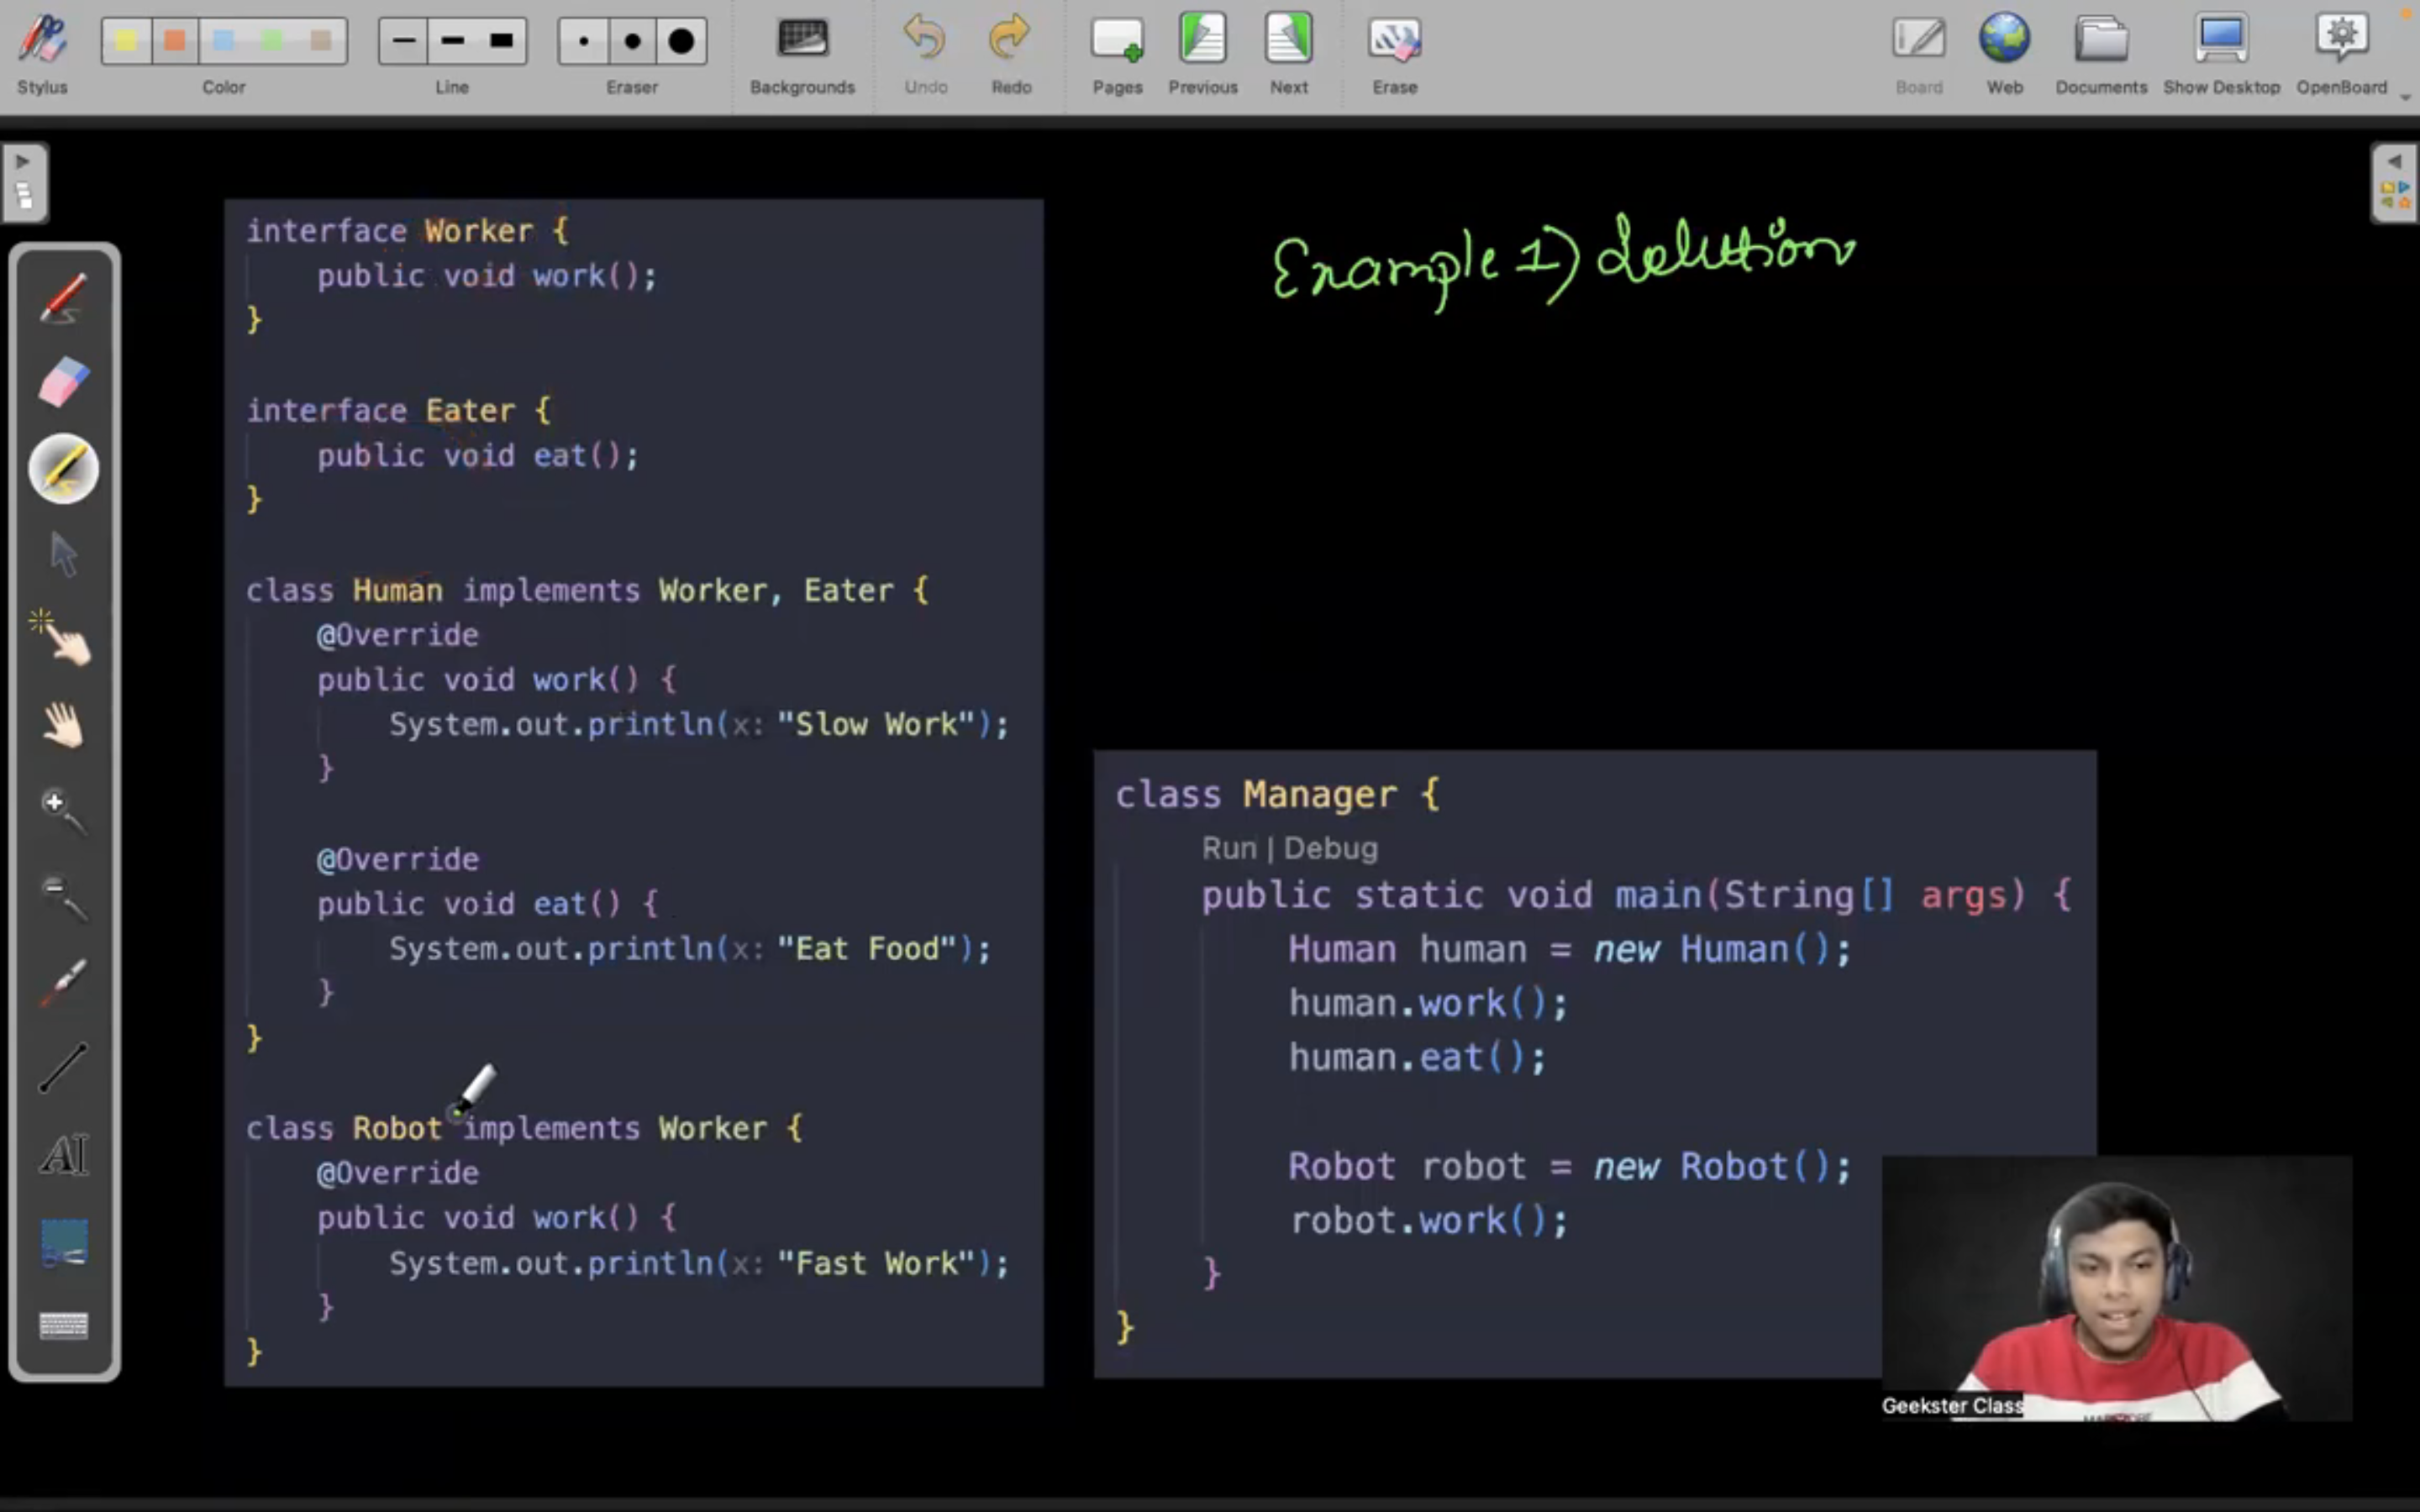 Stylus
Color
Line
Eraser
Backgrounds
Undo
Redo
Pages
Previous
Next
Erase
Board
Web
Documents
Show Desktop
OpenBoard
interface Worker {
public void work();
}
interface Eater {
public void eat();
}
class Human implements Worker, Eater {
@Override
public void work() {
System.out.println(x: "Slow Work");
}
@Override
public void eat() {
System.out.println(x: "Eat Food");
}
}
class Robot implements Worker {
@Override
public void work() {
System.out.println(x: "Fast Work");
}
}
Example 1) Solution
class Manager {
Run | Debug
public static void main(String[] args) {
Human human = new Human();
human.work();
human.eat();
Robot robot = new Robot();
robot.work();
}
}
AI
Geekster Class